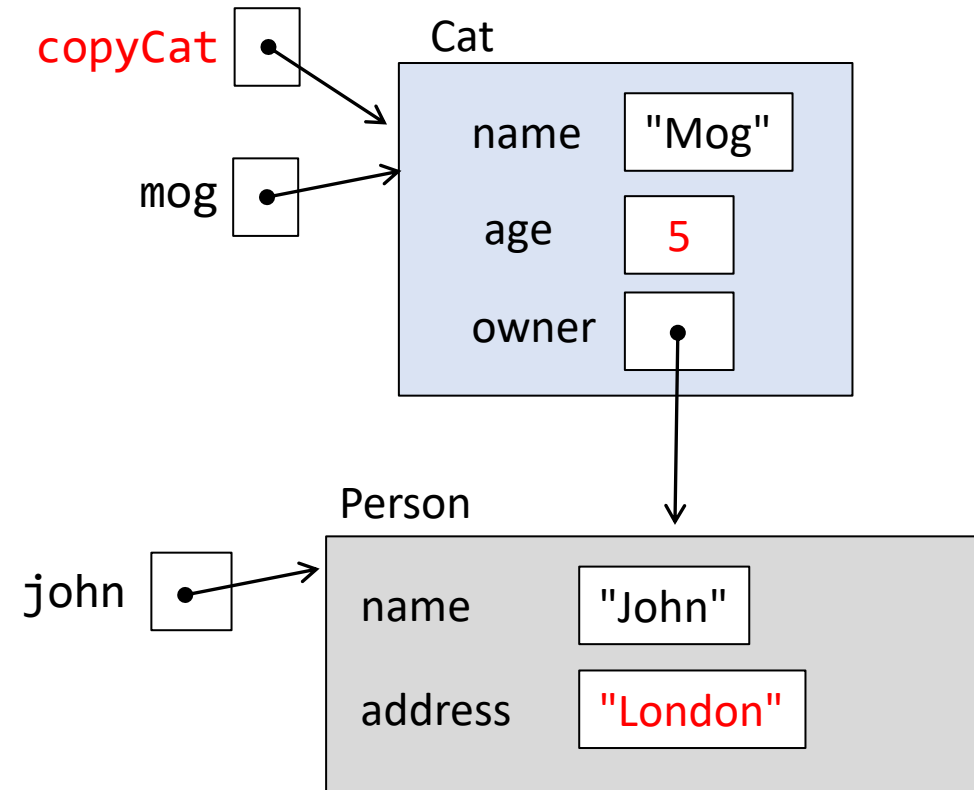 copyCat
Cat
name "Mog"
mog
age 5
owner
Person
john
name "John"
address "London"